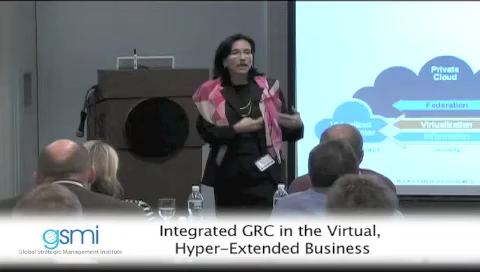 Private
Cloud
Federation
Virtualization
Information
gsmi
Global Strategic Management Institute
Integrated GRC in the Virtual,
Hyper-Extended Business